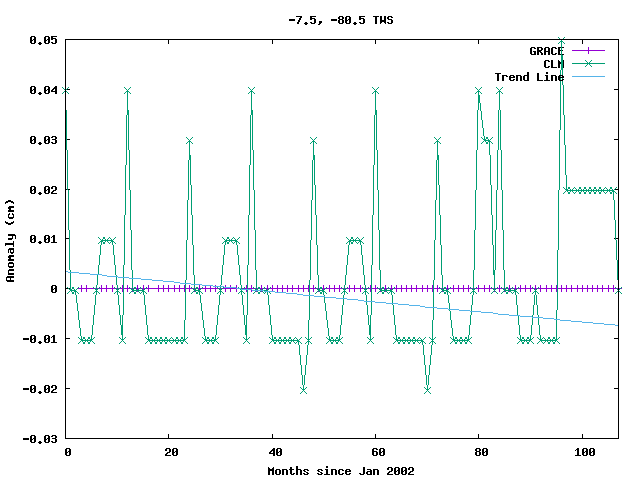 -7.5, -80.5 TWS
0.05
GRACE
CLM
Trend Line
0.04
0.03
0.02
0.01
0
-0.01
-0.02
-0.03
Anomaly (cm)
0 20 40 60 80 100
Months since Jan 2002